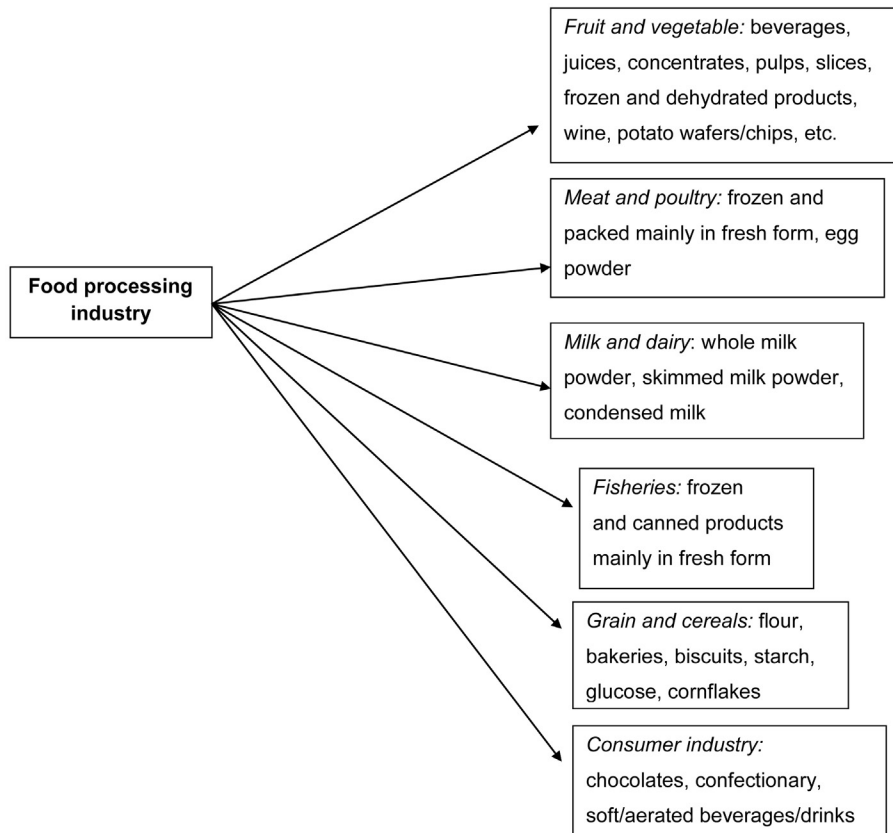 Fruit and vegetable: beverages,
juices, concentrates, pulps, slices,
frozen and dehydrated products,
wine, potato wafers/chips, etc.
Meat and poultry: frozen and
packed mainly in fresh form, egg
powder
Food processing
industry
Milk and dairy: whole milk
powder, skimmed milk powder,
condensed milk
Fisheries: frozen
and canned products
mainly in fresh form
Grain and cereals: flour,
bakeries, biscuits, starch,
glucose, cornflakes
Consumer industry:
chocolates, confectionary,
soft/aerated beverages/drinks